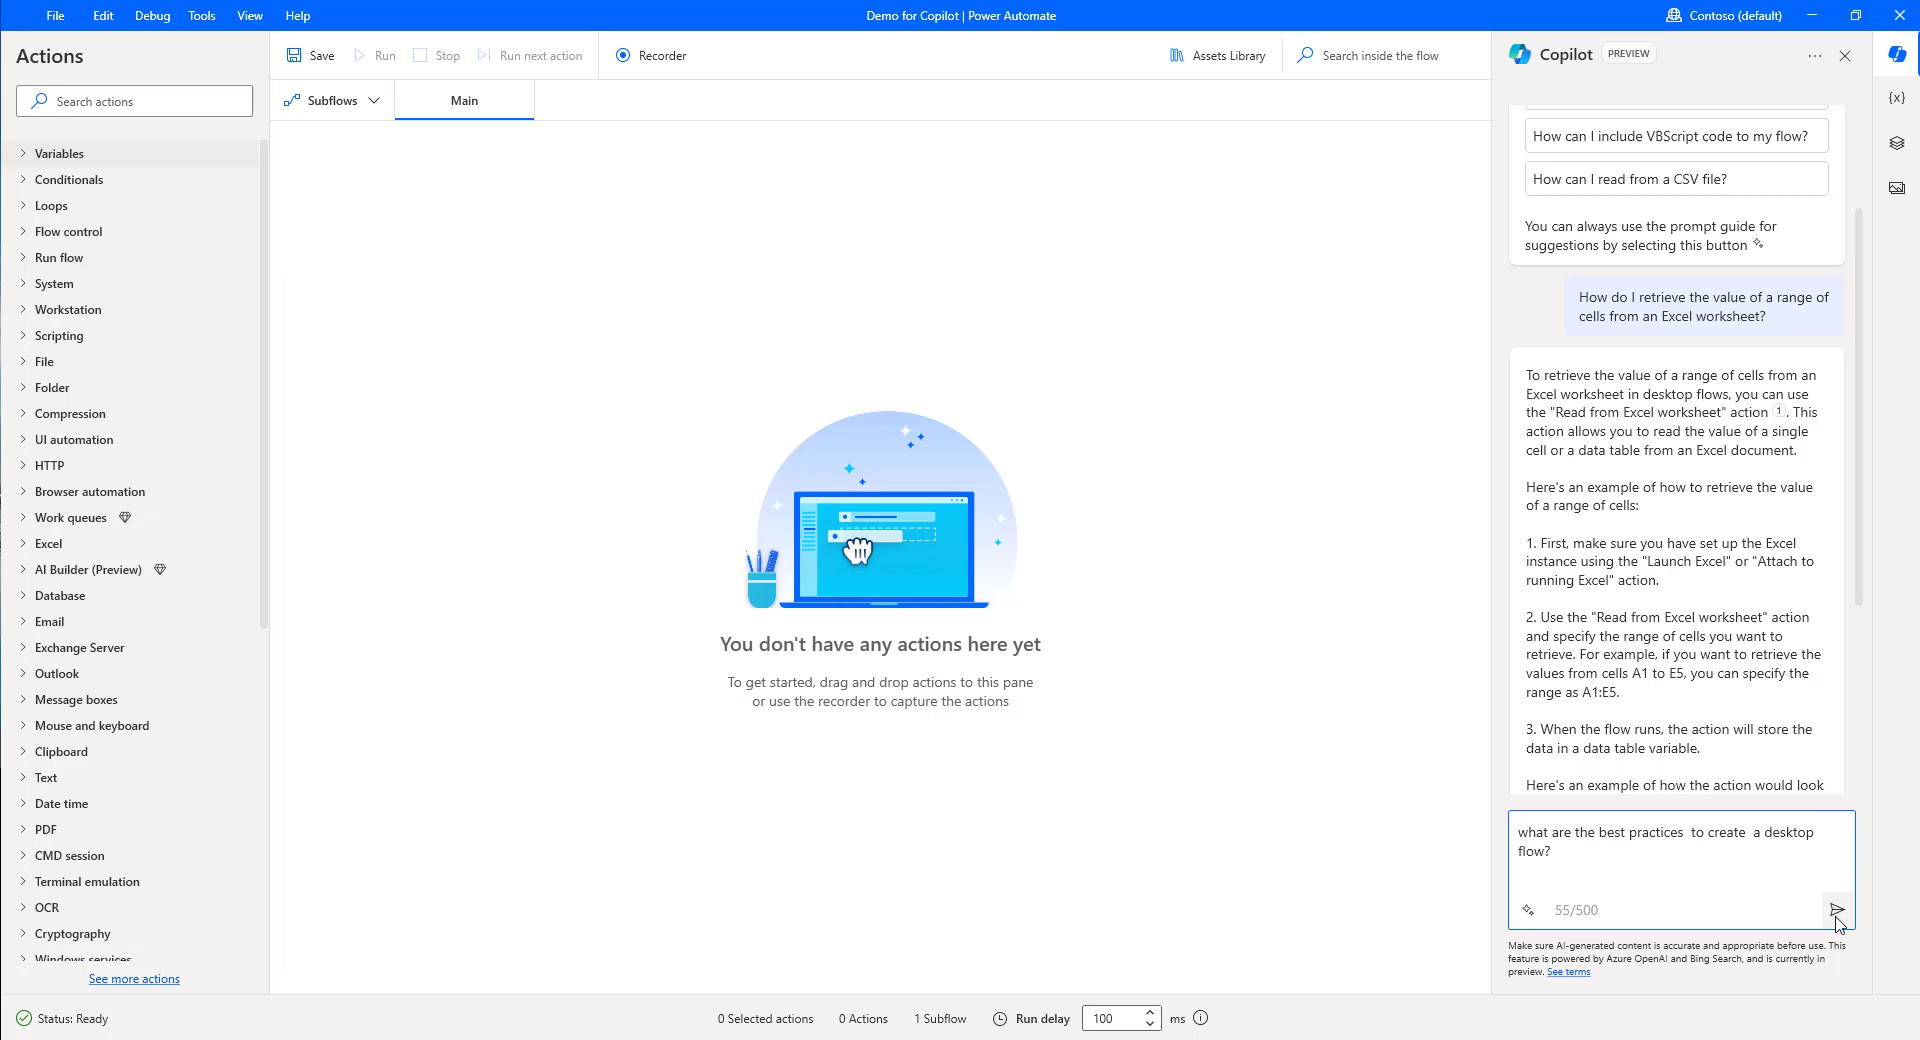 File Edit Debug Tools View Help
Demo for Copilot | Power Automate
Contoso (default)
Actions
Search actions
Variables
Conditionals
Loops
Flow control
Run flow
System
Workstation
Scripting
File
Folder
Compression
UI automation
HTTP
Browser automation
Work queues
Excel
AI Builder (Preview)
Database
Email
Exchange Server
Outlook
Message boxes
Mouse and keyboard
Clipboard
Text
Date time
PDF
CMD session
Terminal emulation
OCR
Cryptography
Windows services
See more actions
Save Run Stop Run next action Recorder
Assets Library Search inside the flow
Subflows Main
You don't have any actions here yet
To get started, drag and drop actions to this pane
or use the recorder to capture the actions
Copilot PREVIEW
{x}
How can I include VBScript code to my flow?
How can I read from a CSV file?
You can always use the prompt guide for
suggestions by selecting this button
How do I retrieve the value of a range of
cells from an Excel worksheet?
To retrieve the value of a range of cells from an
Excel worksheet in desktop flows, you can use
the "Read from Excel worksheet" action 1. This
action allows you to read the value of a single
cell or a data table from an Excel document.
Here's an example of how to retrieve the value
of a range of cells:
1. First, make sure you have set up the Excel
instance using the "Launch Excel" or "Attach to
running Excel" action.
2. Use the "Read from Excel worksheet" action
and specify the range of cells you want to
retrieve. For example, if you want to retrieve the
values from cells A1 to E5, you can specify the
range as A1:E5.
3. When the flow runs, the action will store the
data in a data table variable.
Here's an example of how the action would look
what are the best practices  to create  a desktop
flow?
55/500
Make sure AI-generated content is accurate and appropriate before use. This
feature is powered by Azure OpenAI and Bing Search, and is currently in
preview. See terms
Status: Ready
0 Selected actions 0 Actions 1 Subflow Run delay 100 ms